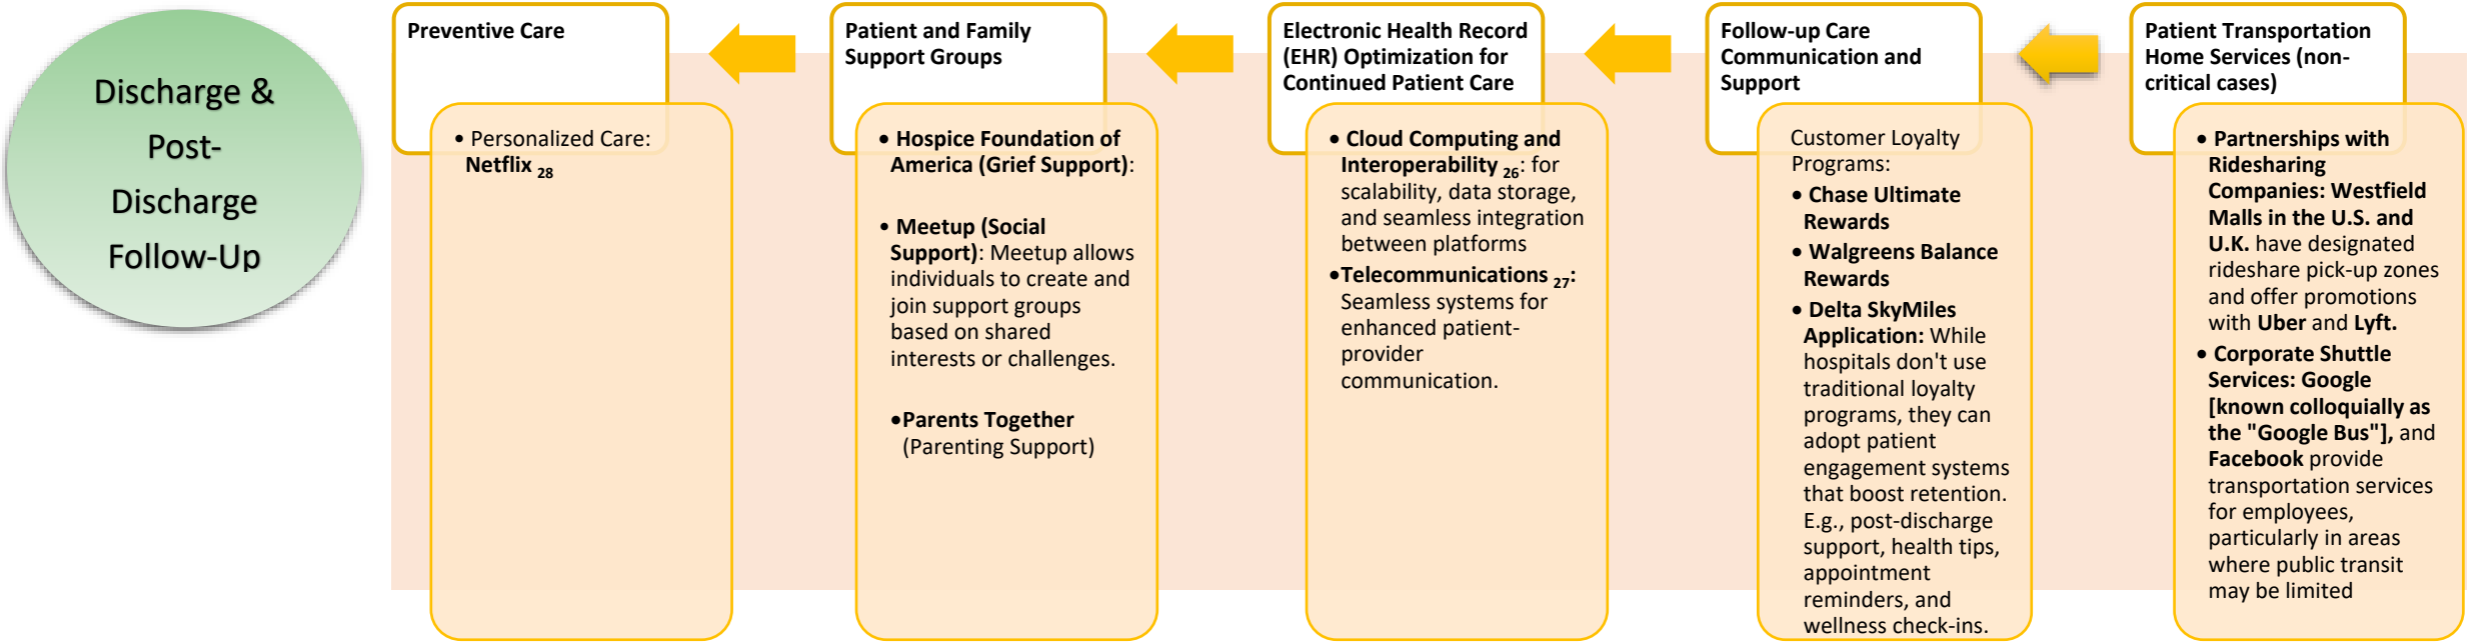 Discharge &
Post-
Discharge
Follow-Up
Preventive Care
• Personalized Care:
Netflix 28
Patient and Family
Support Groups
• Hospice Foundation of
America (Grief Support):
• Meetup (Social
Support): Meetup allows
individuals to create and
join support groups
based on shared
interests or challenges.
•Parents Together
(Parenting Support)
Electronic Health Record
(EHR) Optimization for
Continued Patient Care
• Cloud Computing and
Interoperability 26: for
scalability, data storage,
and seamless integration
between platforms
•Telecommunications 27:
Seamless systems for
enhanced patient-
provider
communication.
Follow-up Care
Communication and
Support
Customer Loyalty
Programs:
• Chase Ultimate
Rewards
• Walgreens Balance
Rewards
• Delta SkyMiles
Application: While
hospitals don't use
traditional loyalty
programs, they can
adopt patient
engagement systems
that boost retention.
E.g., post-discharge
support, health tips,
appointment
reminders, and
wellness check-ins.
Patient Transportation
Home Services (non-
critical cases)
• Partnerships with
Ridesharing
Companies: Westfield
Malls in the U.S. and
U.K. have designated
rideshare pick-up zones
and offer promotions
with Uber and Lyft.
• Corporate Shuttle
Services: Google
[known colloquially as
the "Google Bus"], and
Facebook provide
transportation services
for employees,
particularly in areas
where public transit
may be limited